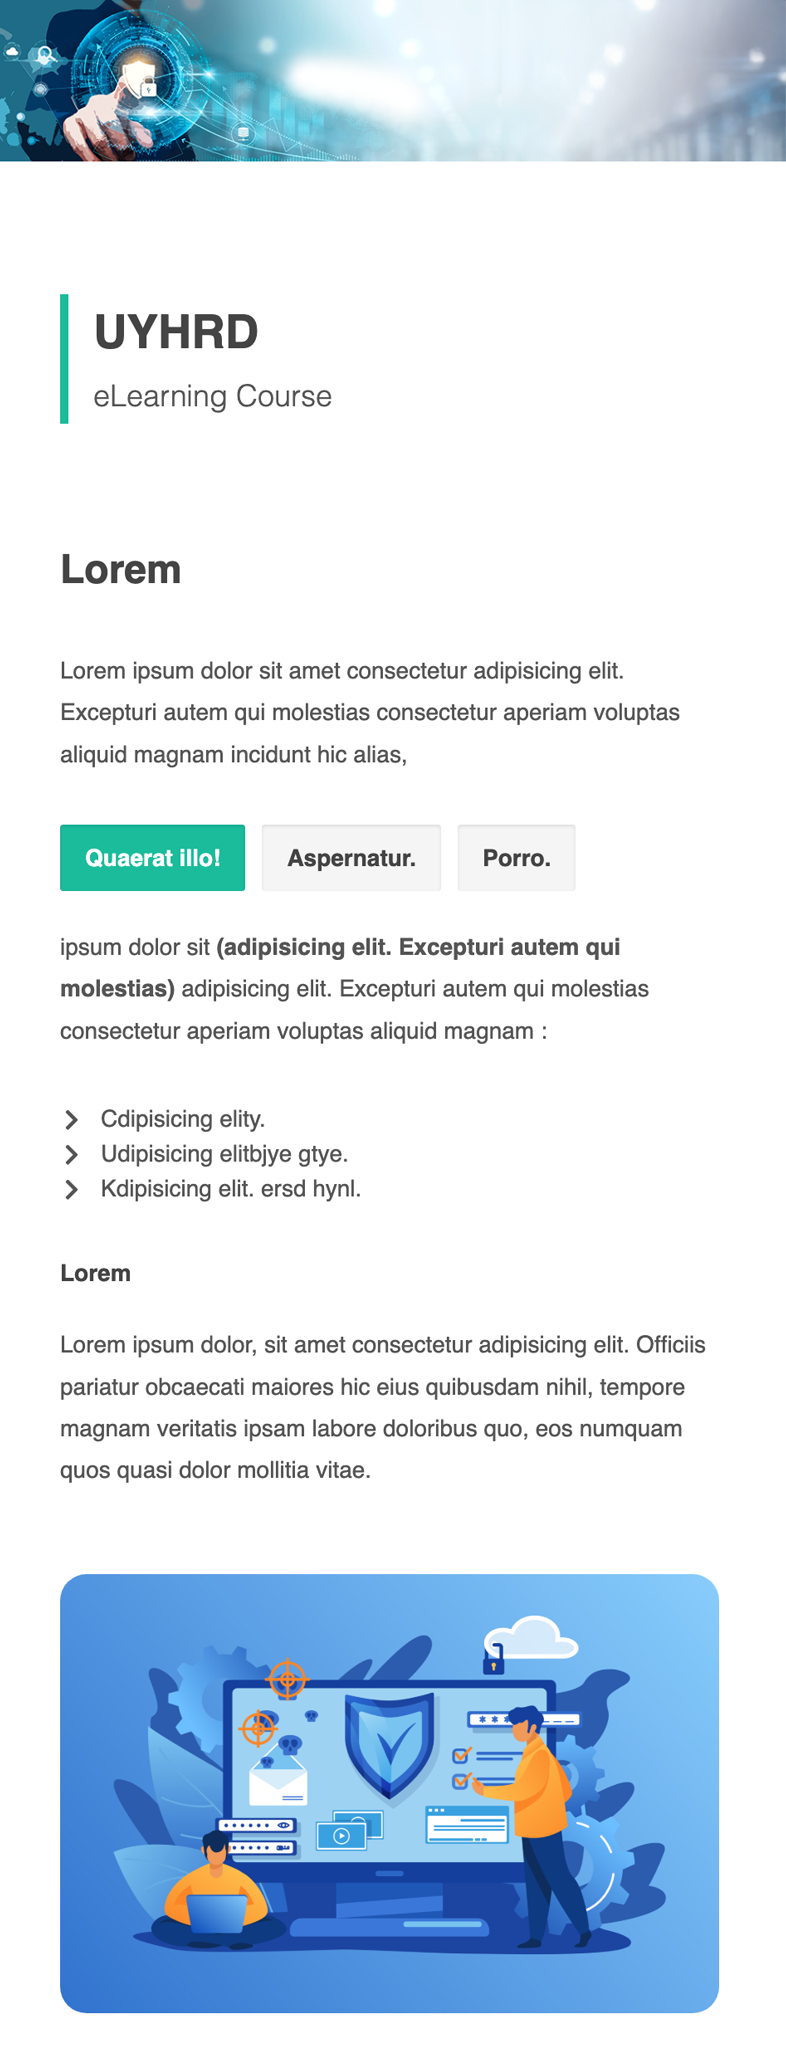 UYHRD
eLearning Course
Lorem
Lorem ipsum dolor sit amet consectetur adipisicing elit.
Excepturi autem qui molestias consectetur aperiam voluptas
aliquid magnam incidunt hic alias,
Quaerat illo! Aspernatur. Porro.
ipsum dolor sit (adipisicing elit. Excepturi autem qui
molestias) adipisicing elit. Excepturi autem qui molestias
consectetur aperiam voluptas aliquid magnam :
Cdipisicing elity.
Udipisicing elitbjye gtye.
Kdipisicing elit. ersd hynl.
Lorem
Lorem ipsum dolor, sit amet consectetur adipisicing elit. Officiis
pariatur obcaecati maiores hic eius quibusdam nihil, tempore
magnam veritatis ipsam labore doloribus quo, eos numquam
quos quasi dolor mollitia vitae.